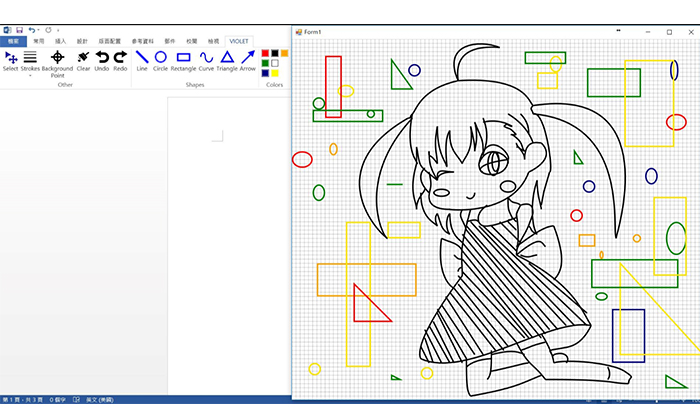 Form1
檔案 常用 插入 設計 版面配置 參考資料 郵件 校閱 檢視 VIOLET
Select Strokes Background Point Clear Undo Redo Line Circle Rectangle Curve Triangle Arrow
Other Shapes Colors
第 1 頁，共 3 頁 0 個字 英文 (美國)